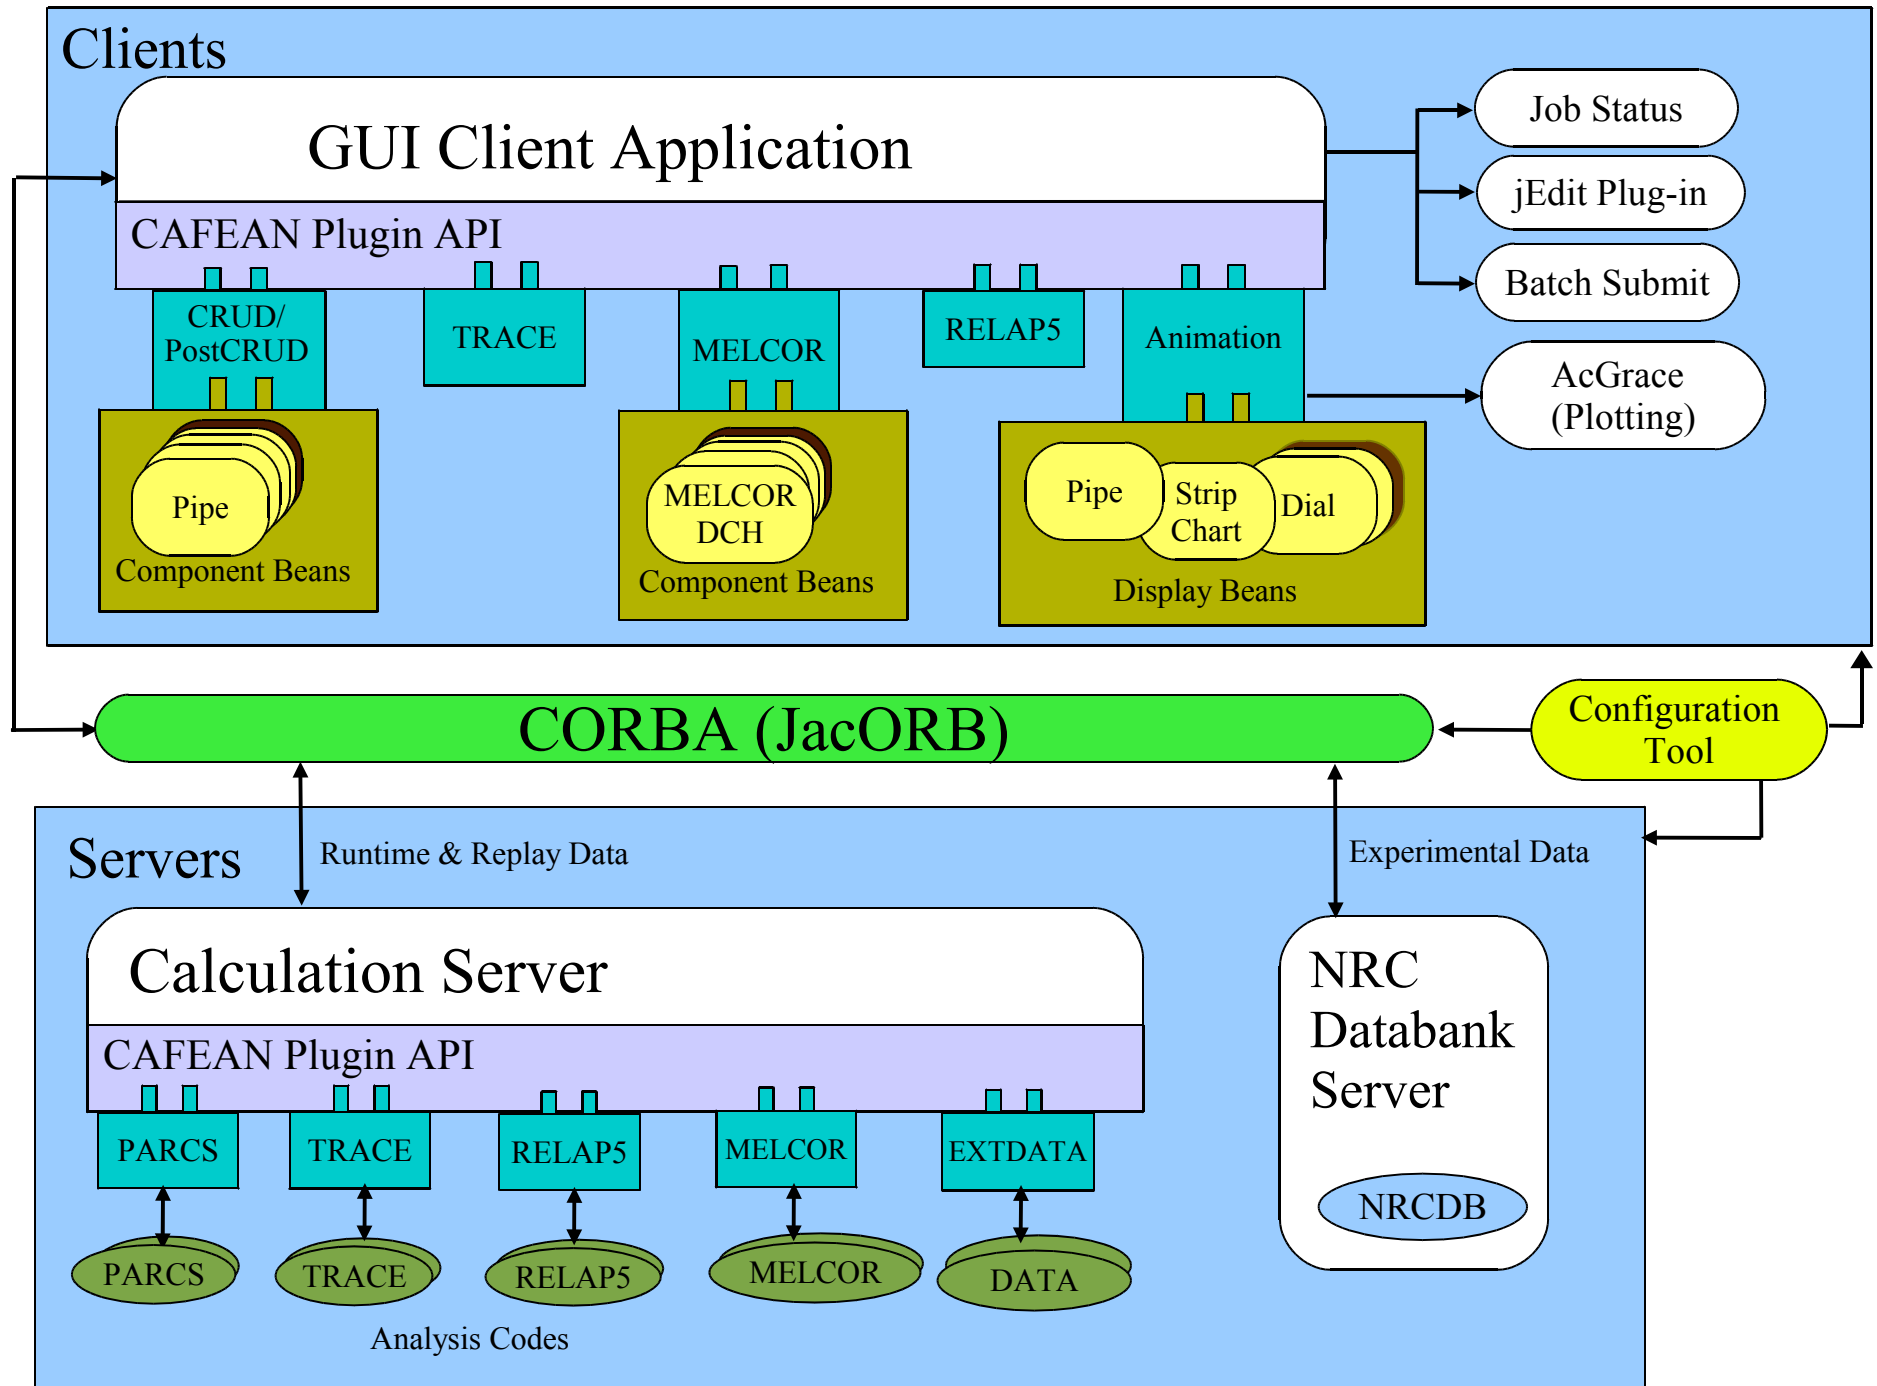 Clients
GUI Client Application
CAFEAN Plugin API
CRUD/
PostCRUD
TRACE
MELCOR
RELAP5
Animation
Job Status
jEdit Plug-in
Batch Submit
AcGrace
(Plotting)
Pipe
Component Beans
MELCOR
DCH
Component Beans
Pipe
Strip
Chart
Dial
Display Beans
CORBA (JacORB)
Configuration
Tool
Servers
Runtime & Replay Data
Experimental Data
Calculation Server
CAFEAN Plugin API
PARCS
TRACE
RELAP5
MELCOR
EXTDATA
PARCS
TRACE
RELAP5
MELCOR
DATA
Analysis Codes
NRC
Databank
Server
NRCDB